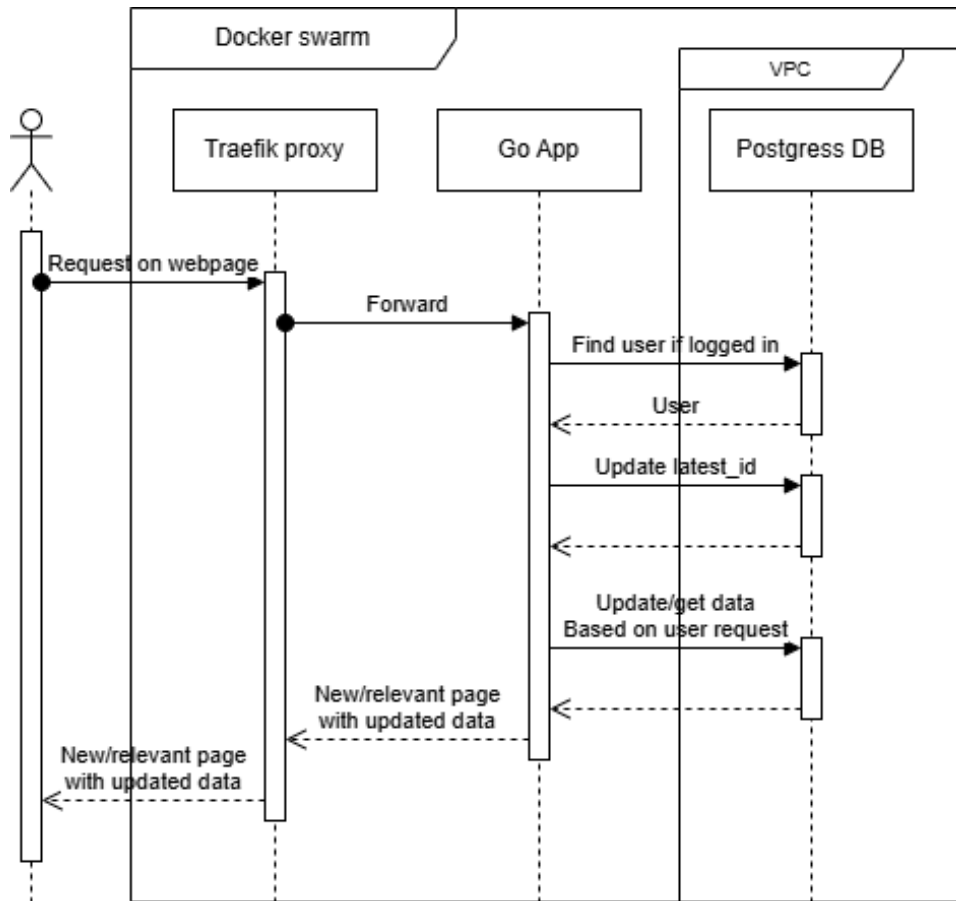 Docker swarm
VPC
Traefik proxy
Go App
Postgress DB
Request on webpage
Forward
Find user if logged in
User
Update latest_id
Update/get data
Based on user request
New/relevant page
with updated data
New/relevant page
with updated data